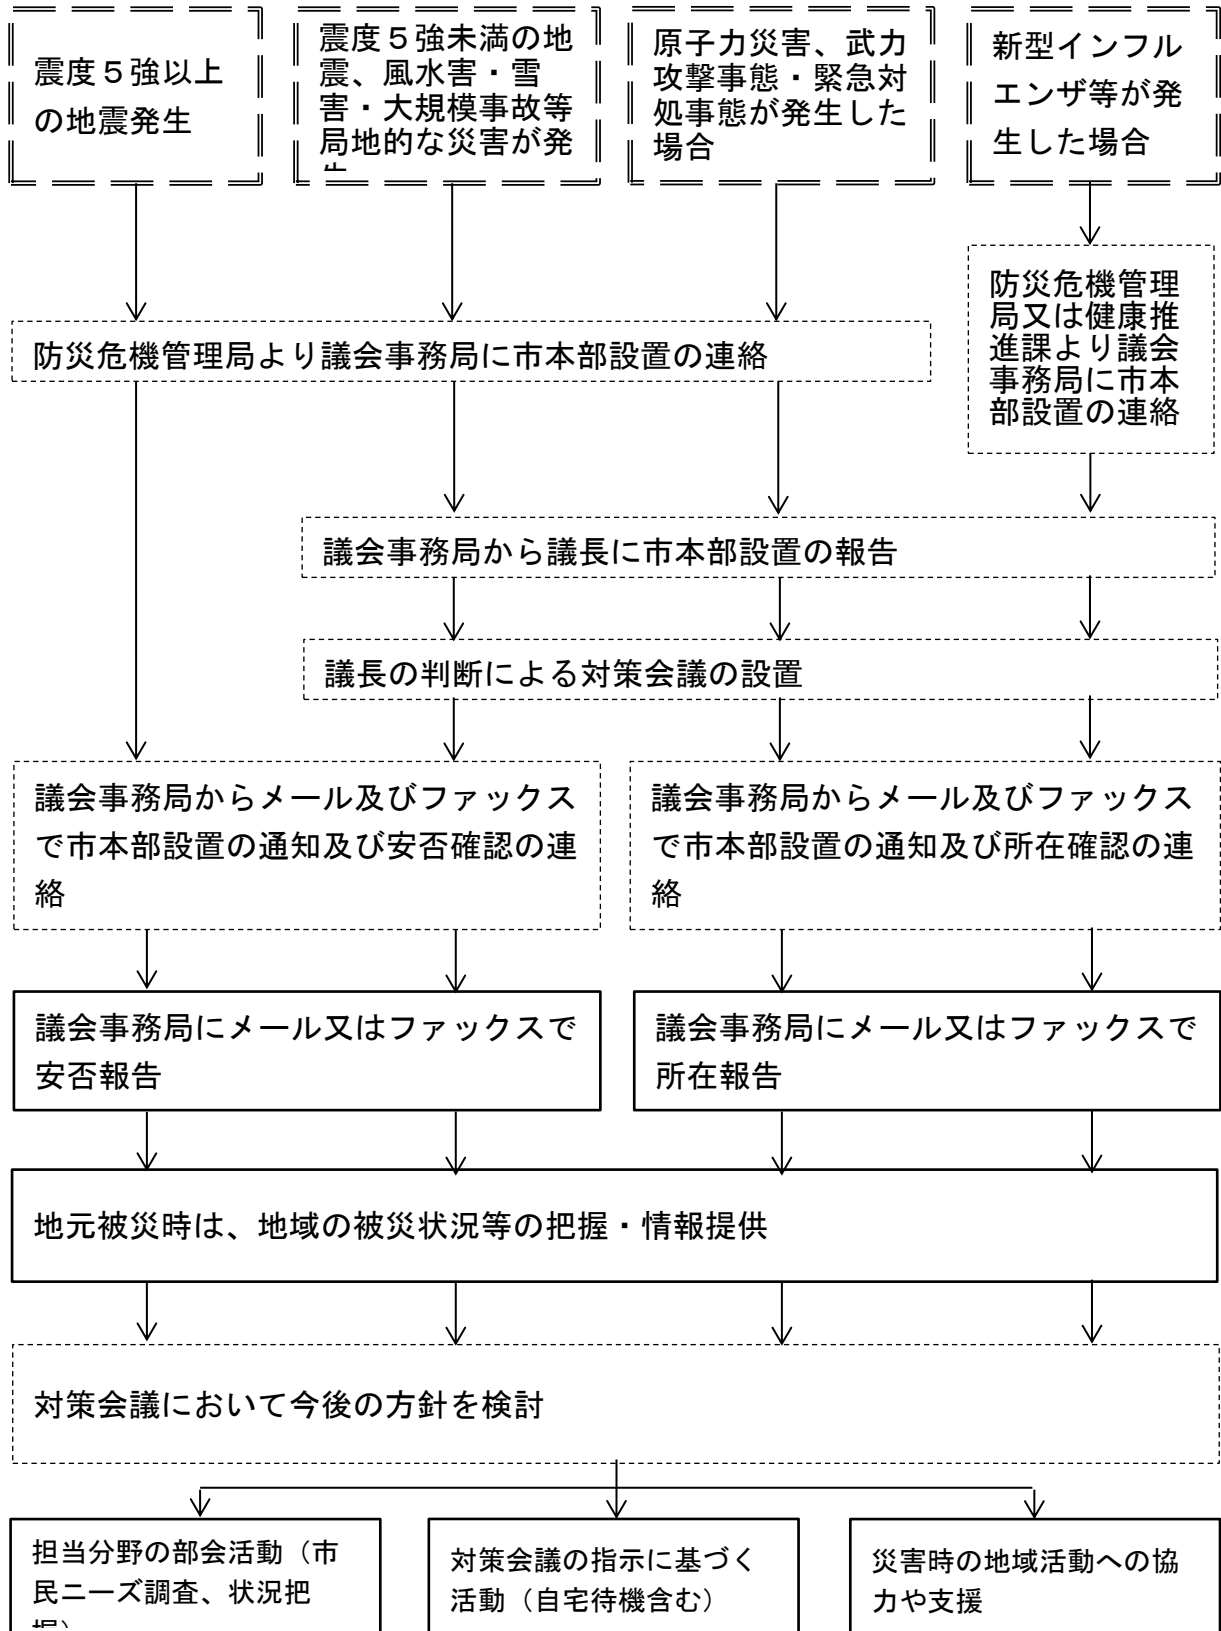 震度５強以上
の地震発生
震度５強未満の地
震、風水害・雪
害・大規模事故等
局地的な災害が発
原子力災害、武力
攻撃事態・緊急対
処事態が発生した
場合
新型インフル
エンザ等が発
生した場合
防災危機管理局より議会事務局に市本部設置の連絡
防災危機管理
局又は健康推
進課より議会
事務局に市本
部設置の連絡
議会事務局から議長に市本部設置の報告
議長の判断による対策会議の設置
議会事務局からメール及びファックス
で市本部設置の通知及び安否確認の連
絡
議会事務局からメール及びファックス
で市本部設置の通知及び所在確認の連
絡
議会事務局にメール又はファックスで
安否報告
議会事務局にメール又はファックスで
所在報告
地元被災時は、地域の被災状況等の把握・情報提供
対策会議において今後の方針を検討
担当分野の部会活動（市
民ニーズ調査、状況把
対策会議の指示に基づく
活動（自宅待機含む）
災害時の地域活動への協
力や支援